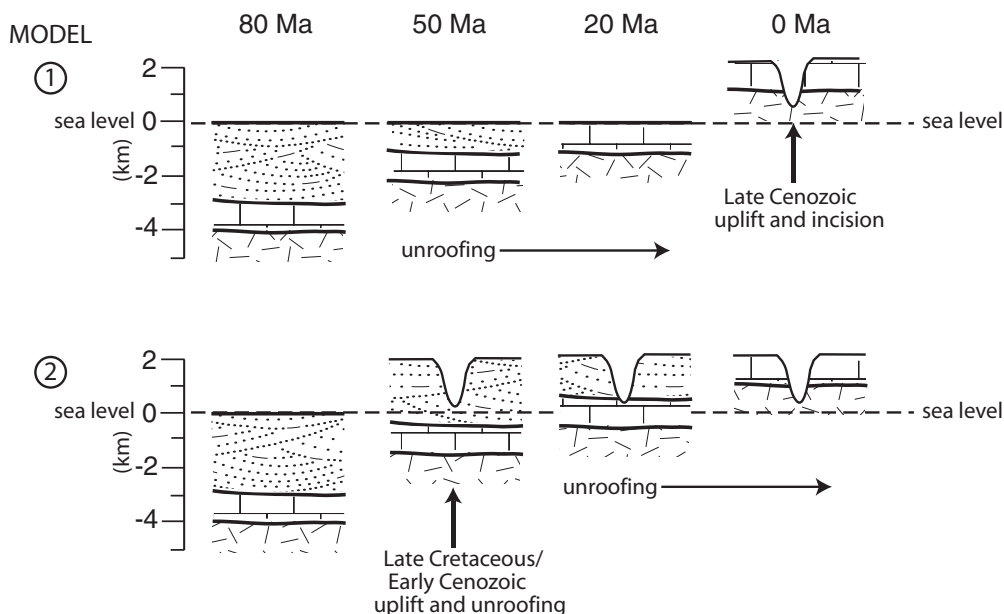 80 Ma 50 Ma 20 Ma 0 Ma
MODEL
1
2
sea level 0 sea level
(km)
-2
-4
Late Cenozoic
uplift and incision
unroofing
2
2
sea level 0 sea level
(km)
-2
-4
unroofing
Late Cretaceous/
Early Cenozoic
uplift and unroofing